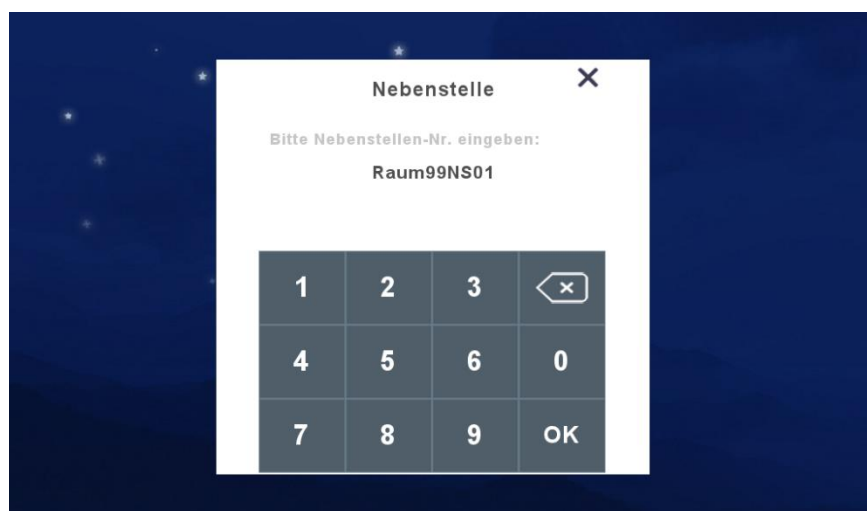 Nebenstelle
Bitte Nebenstellen-Nr. eingeben:
Raum99NS01
1 2 3
4 5 6 0
7 8 9 OK